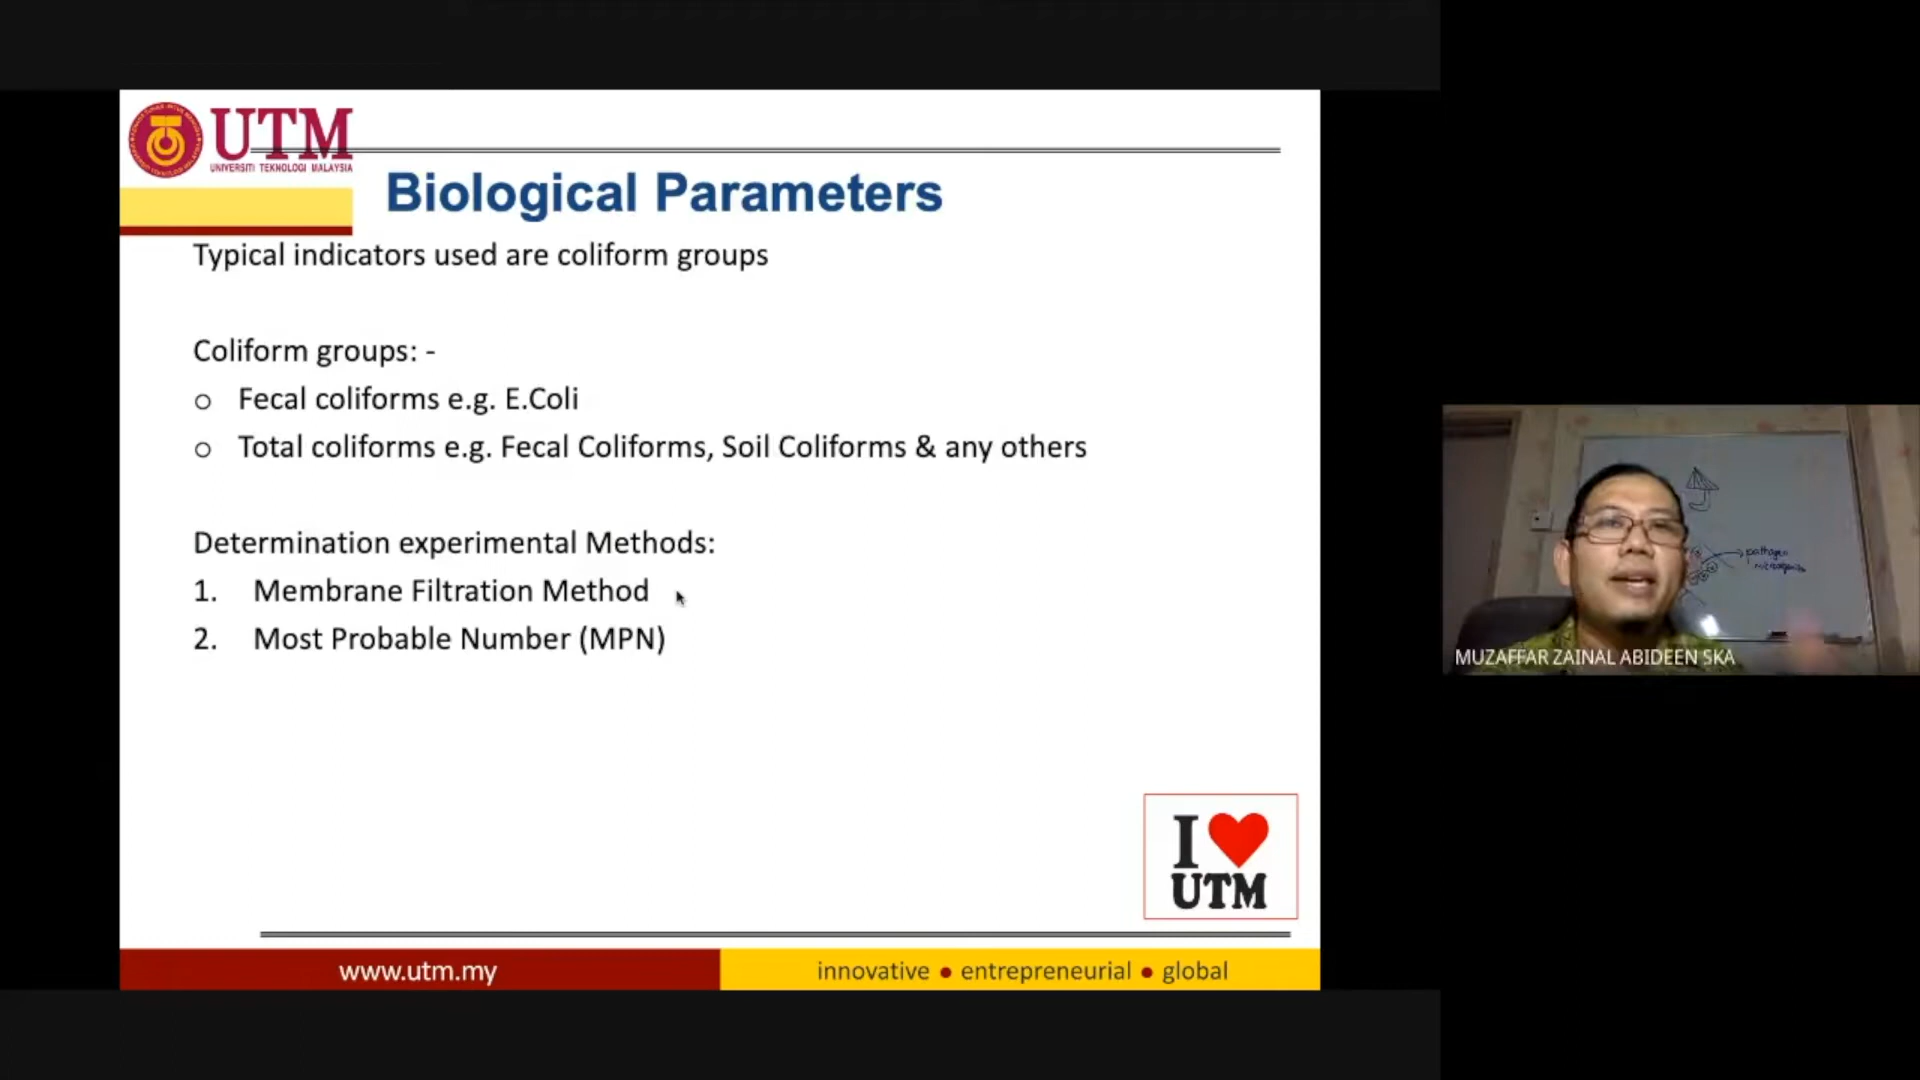 UTM
UNIVERSITI TEKNOLOGI MALAYSIA
Biological Parameters
Typical indicators used are coliform groups
Coliform groups: -
o Fecal coliforms e.g. E.Coli
o Total coliforms e.g. Fecal Coliforms, Soil Coliforms & any others
Determination experimental Methods:
1. Membrane Filtration Method
2. Most Probable Number (MPN)
I ❤ UTM
www.utm.my
innovative ● entrepreneurial ● global
pathogen
MUZAFFAR ZAINAL ABIDEEN SKA